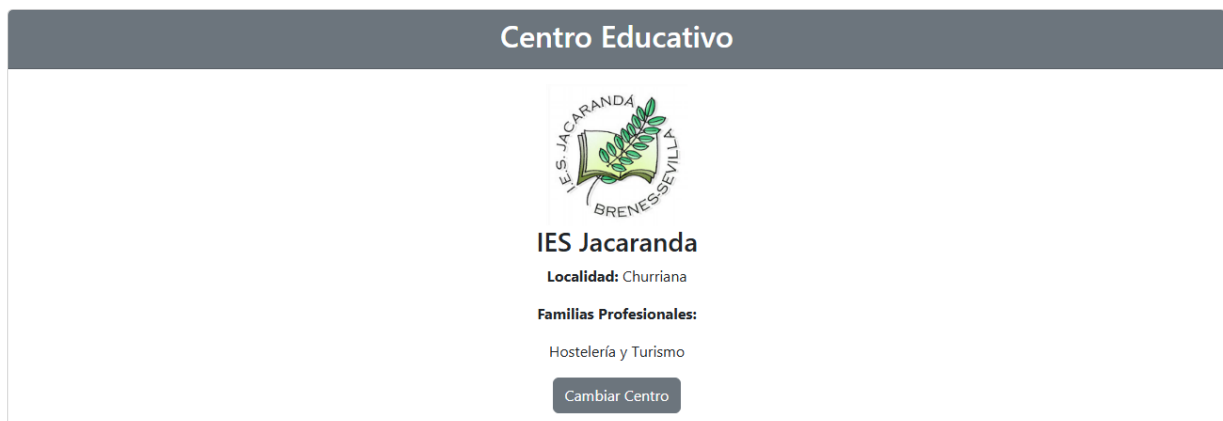 Centro Educativo
I.E.S. JACARANDÁ
BRENES-SEVILLA
IES Jacaranda
Localidad: Churriana
Familias Profesionales:
Hostelería y Turismo
Cambiar Centro